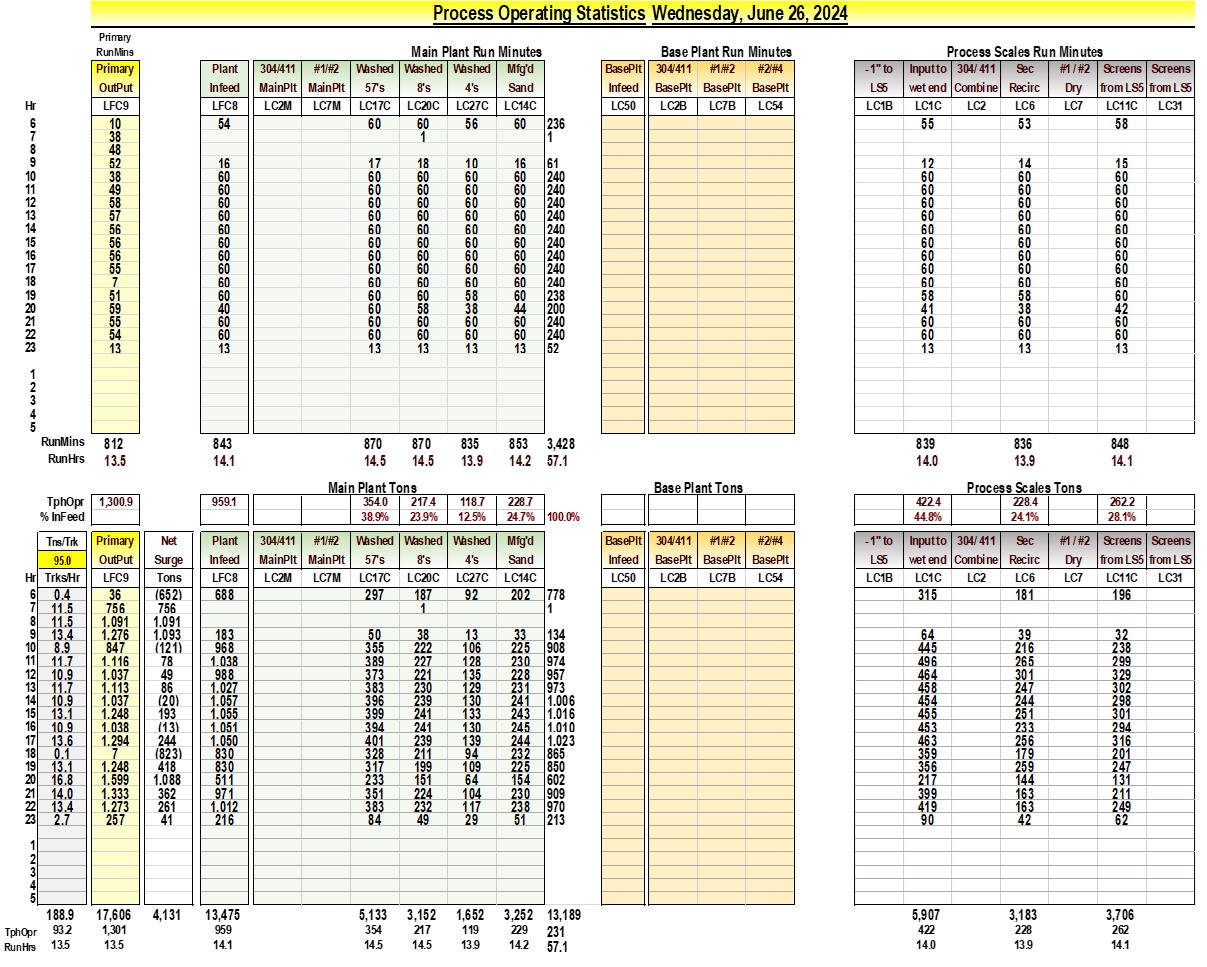 Process Operating Statistics Wednesday, June 26, 2024
Primary
RunMins Main Plant Run Minutes Base Plant Run Minutes Process Scales Run Minutes
Primary Plant 304/411 #1/#2 Washed Washed Washed Mfg'd BasePlt 304/411 #1/#2 #2/#4 -1" to Input to 304/ 411 Sec #1 / #2 Screens Screens
OutPut Infeed MainPlt MainPlt 57's 8's 4's Sand Infeed BasePlt BasePlt BasePlt LS5 wet end Combine Recirc Dry from LS5 from LS5
Hr LFC9 LFC8 LC2M LC7M LC17C LC20C LC27C LC14C LC50 LC2B LC7B LC54 LC1B LC1C LC2 LC6 LC7 LC11C LC31
6 10 54 60 60 56 60 236 55 53 58
7 38 1 1
8 48
9 52 16 17 18 10 16 61 12 14 15
10 38 60 60 60 60 60 240 60 60 60
11 49 60 60 60 60 60 240 60 60 60
12 58 60 60 60 60 60 240 60 60 60
13 57 60 60 60 60 60 240 60 60 60
14 56 60 60 60 60 60 240 60 60 60
15 56 60 60 60 60 60 240 60 60 60
16 56 60 60 60 60 60 240 60 60 60
17 55 60 60 60 60 60 240 60 60 60
18 7 60 60 60 60 60 240 60 60 60
19 51 60 60 60 58 60 238 58 58 60
20 59 40 60 58 38 44 200 41 38 42
21 55 60 60 60 60 60 240 60 60 60
22 54 60 60 60 60 60 240 60 60 60
23 13 13 13 13 13 13 52 13 13 13
1
2
3
4
5
RunMins 812 843 870 870 835 853 3,428 839 836 848
RunHrs 13.5 14.1 14.5 14.5 13.9 14.2 57.1 14.0 13.9 14.1
Main Plant Tons Base Plant Tons Process Scales Tons
TphOpr 1,300.9 959.1 354.0 217.4 118.7 228.7 422.4 228.4 262.2
% InFeed 38.9% 23.9% 12.5% 24.7% 100.0% 44.8% 24.1% 28.1%
Tns/Trk Primary Net Plant 304/411 #1/#2 Washed Washed Washed Mfg'd BasePlt 304/411 #1/#2 #2/#4 -1" to Input to 304/ 411 Sec #1 / #2 Screens Screens
95.0 OutPut Surge Infeed MainPlt MainPlt 57's 8's 4's Sand Infeed BasePlt BasePlt BasePlt LS5 wet end Combine Recirc Dry from LS5 from LS5
Hr Trks/Hr LFC9 Tons LFC8 LC2M LC7M LC17C LC20C LC27C LC14C LC50 LC2B LC7B LC54 LC1B LC1C LC2 LC6 LC7 LC11C LC31
6 0.4 36 (652) 688 297 187 92 202 778 315 181 196
7 11.5 756 756 1 1
8 11.5 1.091 1.091
9 13.4 1.276 1.093 183 50 38 13 33 134 64 39 32
10 8.9 847 (121) 968 355 222 106 225 908 445 216 238
11 11.7 1.116 78 1.038 389 227 128 230 974 496 265 299
12 10.9 1.037 49 988 373 221 135 228 957 464 301 329
13 11.7 1.113 86 1.027 383 230 129 231 973 458 247 302
14 10.9 1.037 (20) 1.057 396 239 130 241 1.006 454 244 298
15 13.1 1.248 193 1.055 399 241 133 243 1.016 455 251 301
16 10.9 1.038 (13) 1.051 394 241 130 245 1.010 453 233 294
17 13.6 1.294 244 1.050 401 239 139 244 1.023 463 256 316
18 0.1 7 (823) 830 328 211 94 232 865 359 179 201
19 13.1 1.248 418 830 317 199 109 225 850 356 259 247
20 16.8 1.599 1.088 511 233 151 64 154 602 217 144 131
21 14.0 1.333 362 971 351 224 104 230 909 399 163 211
22 13.4 1.273 261 1.012 383 232 117 238 970 419 163 249
23 2.7 257 41 216 84 49 29 51 213 90 42 62
1
2
3
4
5
188.9 17,606 4,131 13,475 5,133 3,152 1,652 3,252 13,189 5,907 3,183 3,706
TphOpr 93.2 1,301 959 354 217 119 229 231 422 228 262
RunHrs 13.5 13.5 14.1 14.5 14.5 13.9 14.2 57.1 14.0 13.9 14.1